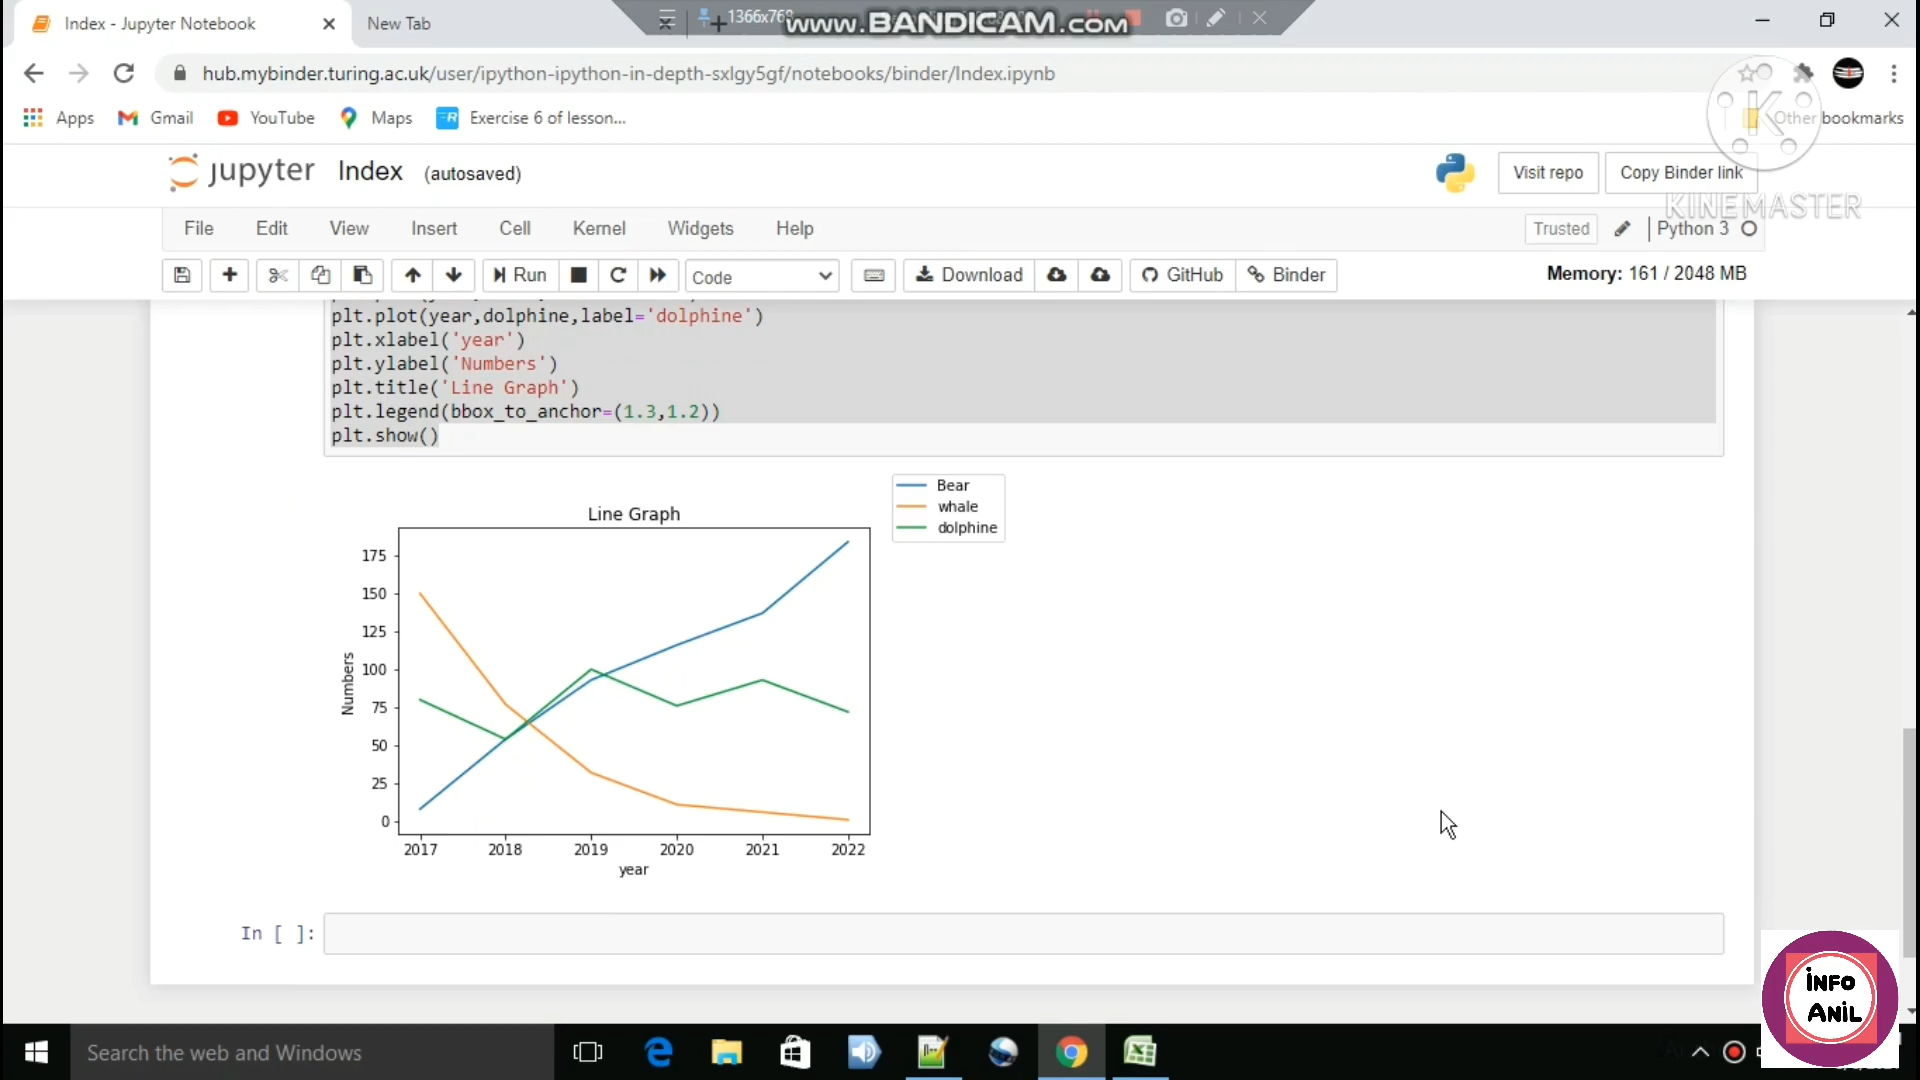 Index - Jupyter Notebook
New Tab
1366x768
www.BANDICAM.com
hub.mybinder.turing.ac.uk/user/ipython-ipython-in-depth-sxlgy5gf/notebooks/binder/Index.ipynb
Apps
Gmail
YouTube
Maps
Exercise 6 of lesson...
Other bookmarks
K
KINEMASTER
jupyter
Index
(autosaved)
Visit repo
Copy Binder link
File
Edit
View
Insert
Cell
Kernel
Widgets
Help
Trusted
Python 3
Run
Code
Download
GitHub
Binder
Memory: 161 / 2048 MB
plt.plot(year,dolphine,label='dolphine')
plt.xlabel('year')
plt.ylabel('Numbers')
plt.title('Line Graph')
plt.legend(bbox_to_anchor=(1.3,1.2))
plt.show()
Bear
whale
dolphine
Line Graph
175
150
125
100
75
50
25
0
Numbers
2017
2018
2019
2020
2021
2022
year
In [ ]:
İNFO
ANİL
Search the web and Windows